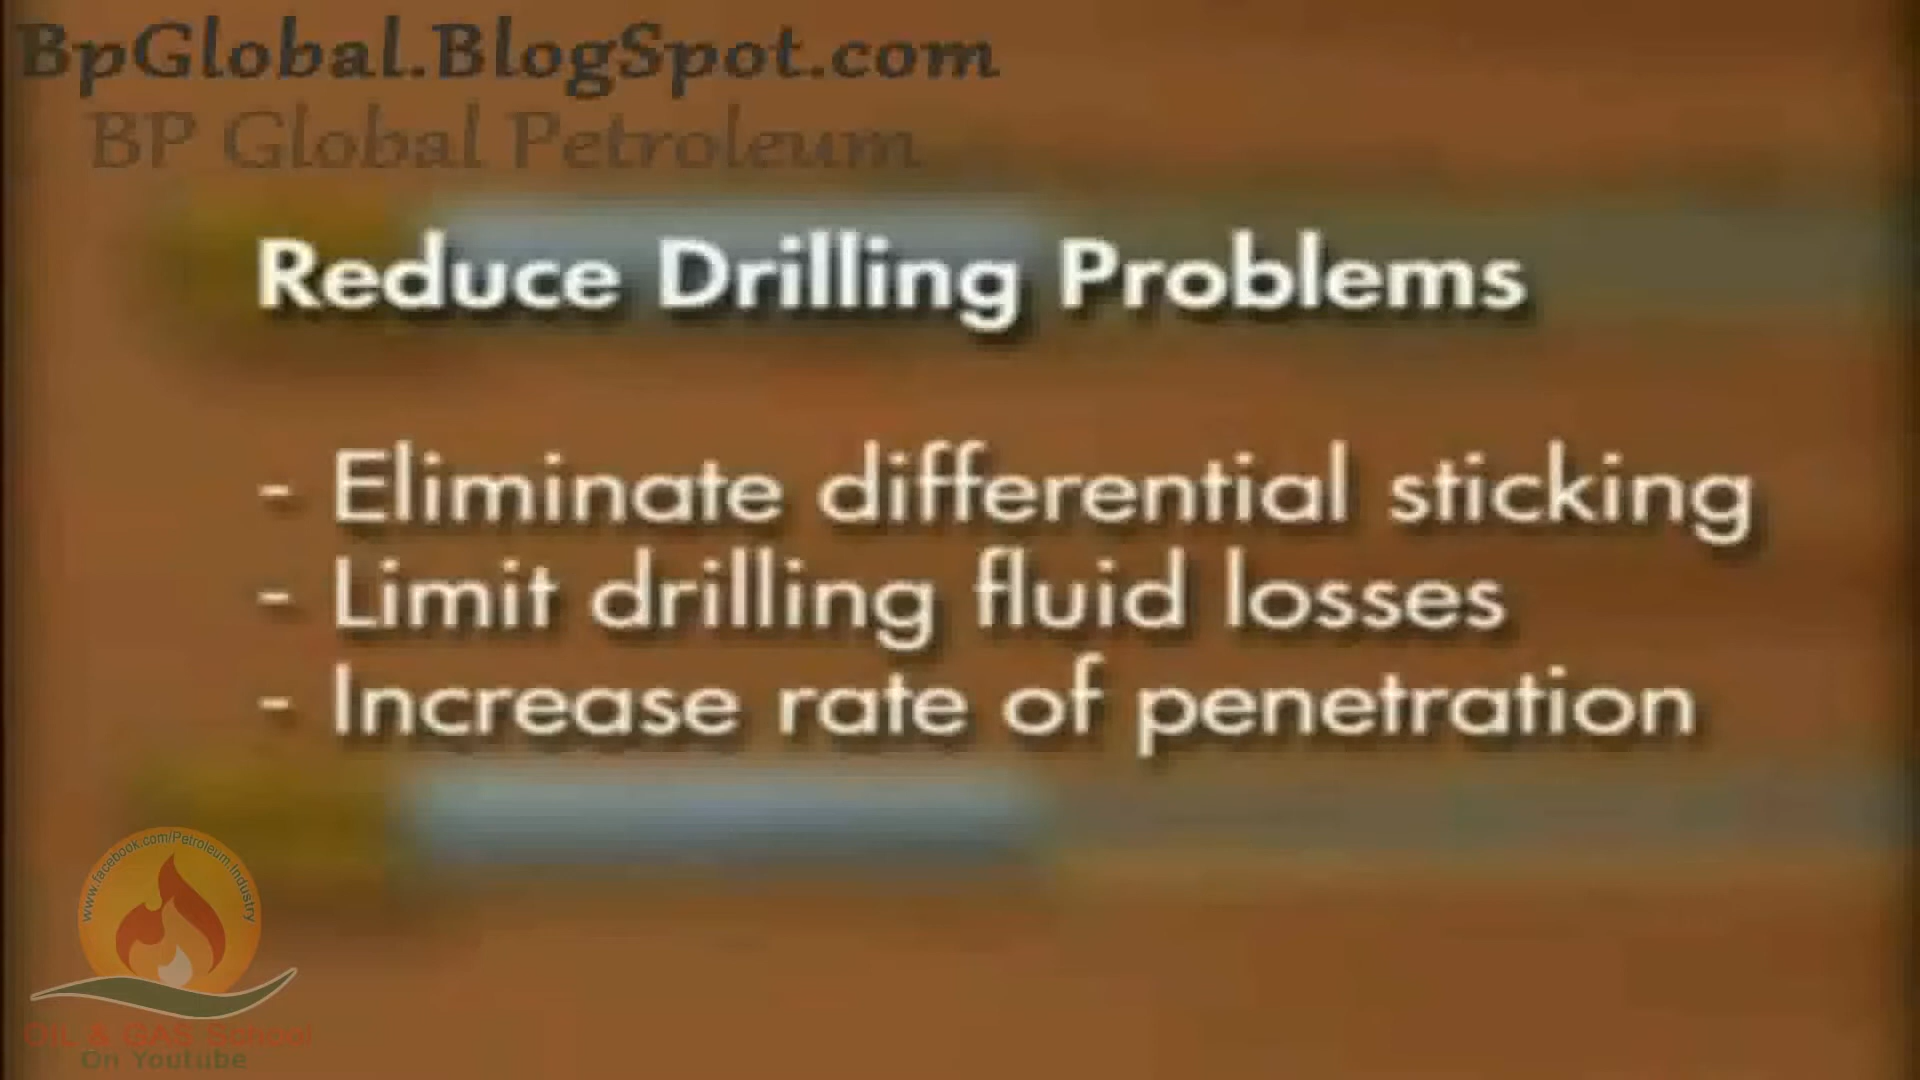 BpGlobal.BlogSpot.com
BP Global Petroleum
Reduce Drilling Problems
- Eliminate differential sticking
- Limit drilling fluid losses
- Increase rate of penetration
www.facebook.com/Petroleum.Industry
OIL & GAS School
On Youtube